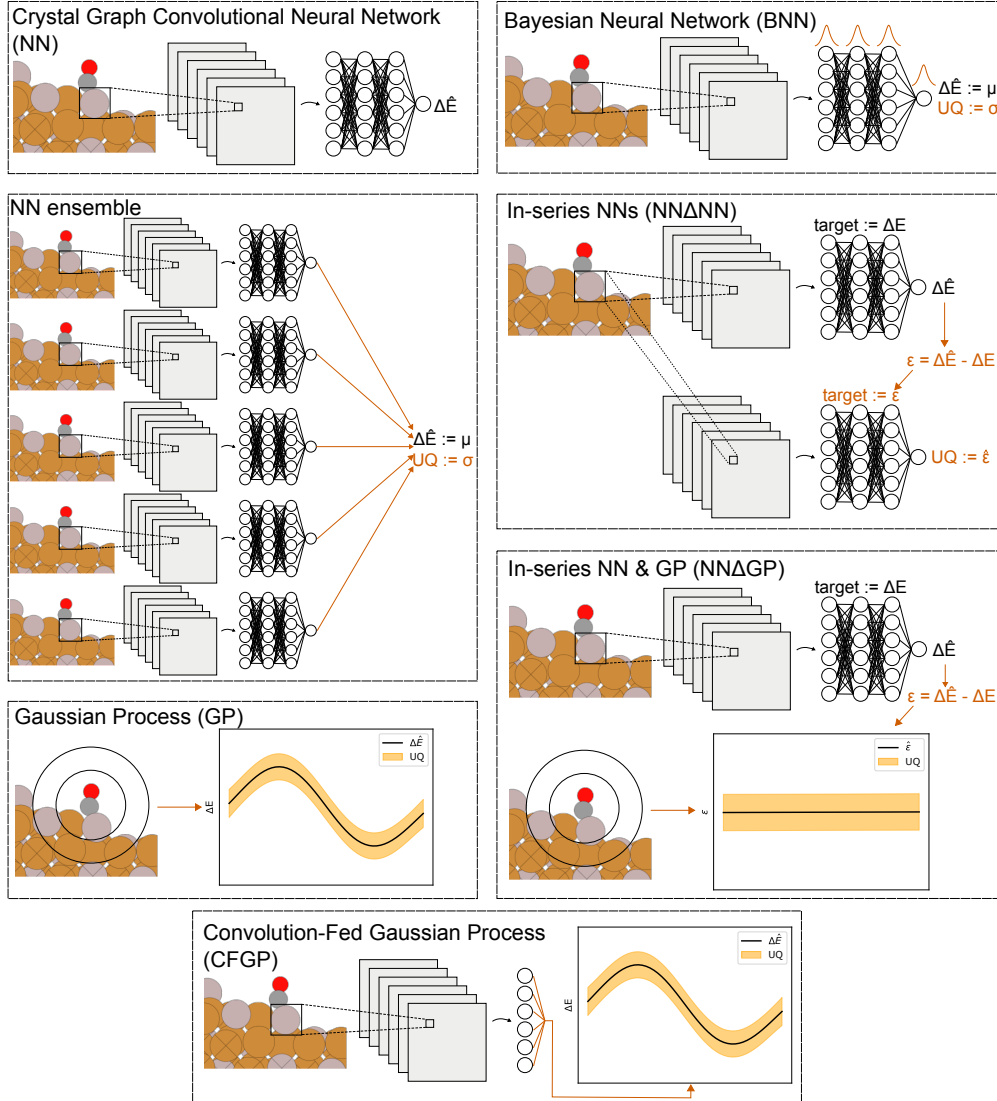 Crystal Graph Convolutional Neural Network
(NN)
ΔÊ
Bayesian Neural Network (BNN)
ΔÊ := μ
UQ := σ
NN ensemble
ΔÊ := μ
UQ := σ
In-series NNs (NNΔNN)
target := ΔE
ΔÊ
ε = ΔÊ - ΔE
target := ε
UQ := ε̂
In-series NN & GP (NNΔGP)
target := ΔE
ΔÊ
ε = ΔÊ - ΔE
ε̂
UQ
ε
Gaussian Process (GP)
ΔÊ
UQ
ΔE
Convolution-Fed Gaussian Process
(CFGP)
ΔÊ
UQ
ΔE